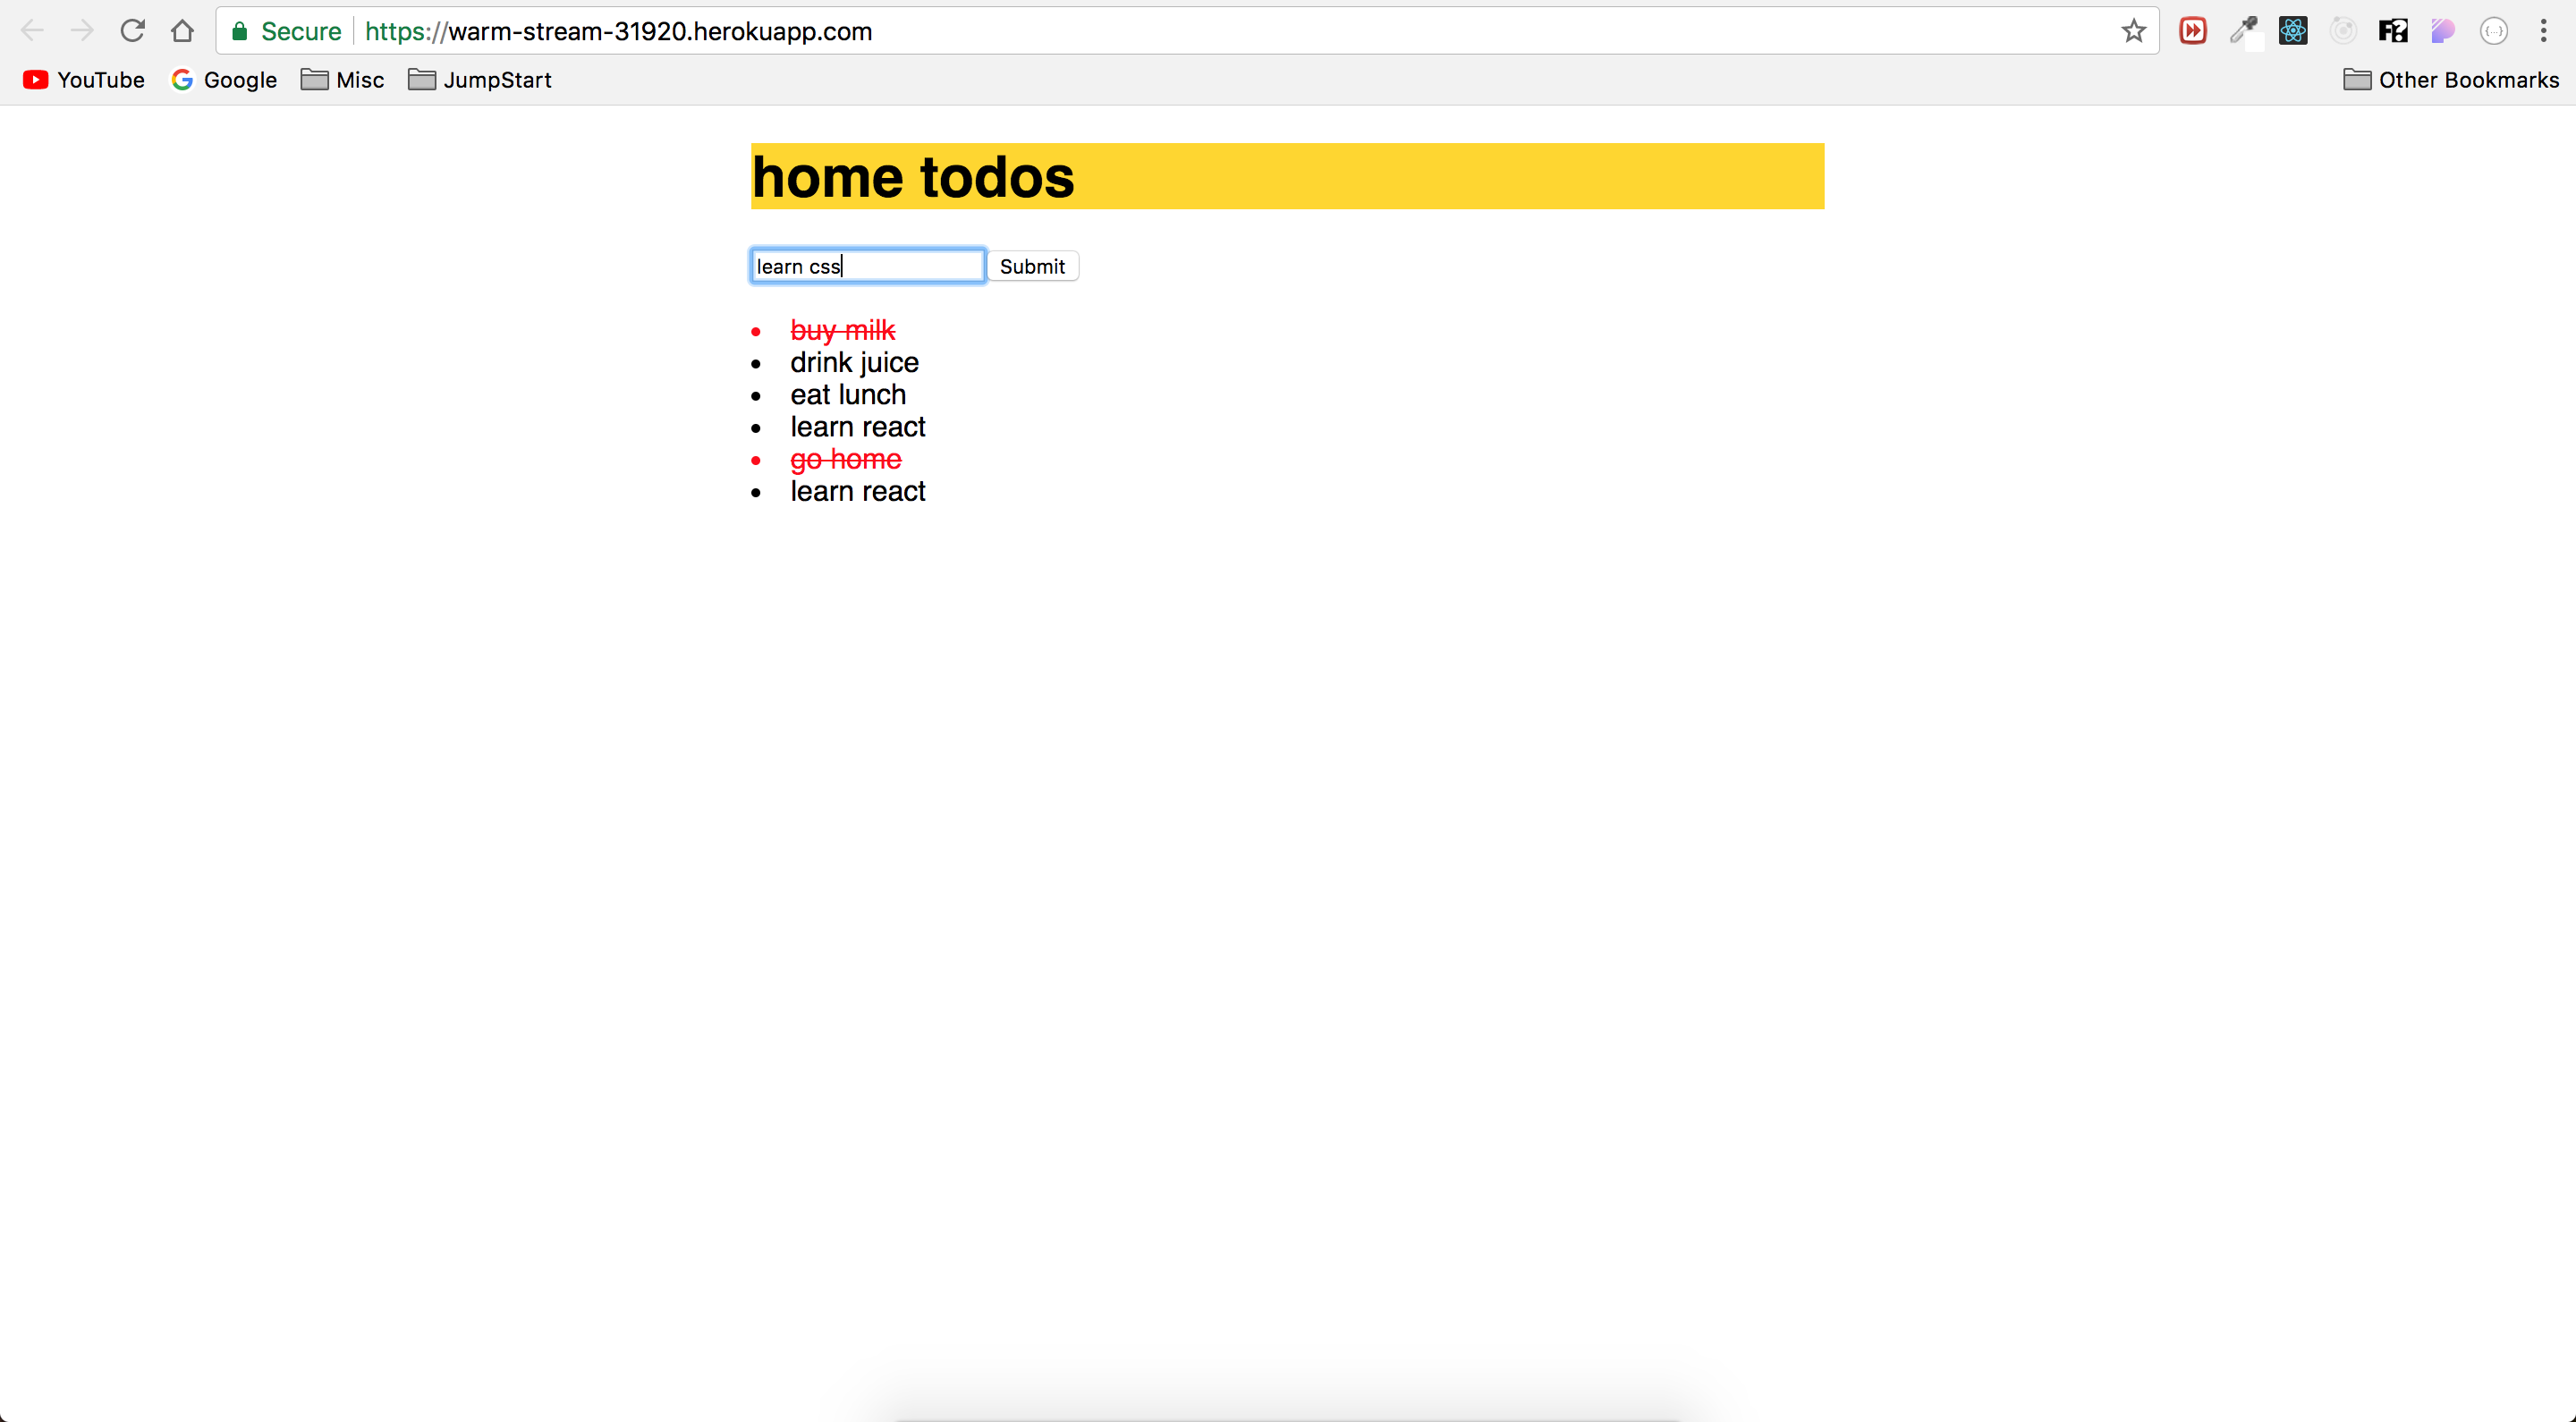 Secure https://warm-stream-31920.herokuapp.com F?
YouTube Google Misc JumpStart Other Bookmarks
home todos
learn css Submit
buy milk
drink juice
eat lunch
learn react
go home
learn react